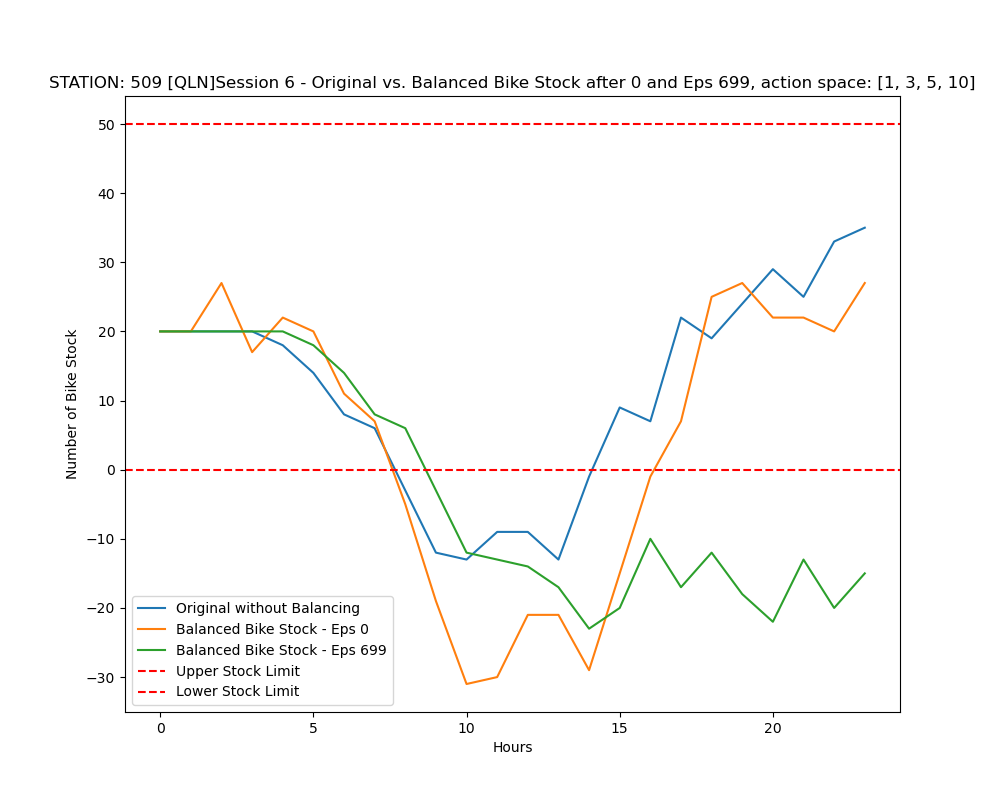 STATION: 509 [QLN]Session 6 - Original vs. Balanced Bike Stock after 0 and Eps 699, action space: [1, 3, 5, 10]
50
40
30
20
10
0
−10
−20
−30
Number of Bike Stock
Original without Balancing
Balanced Bike Stock - Eps 0
Balanced Bike Stock - Eps 699
Upper Stock Limit
Lower Stock Limit
0 5 10 15 20
Hours